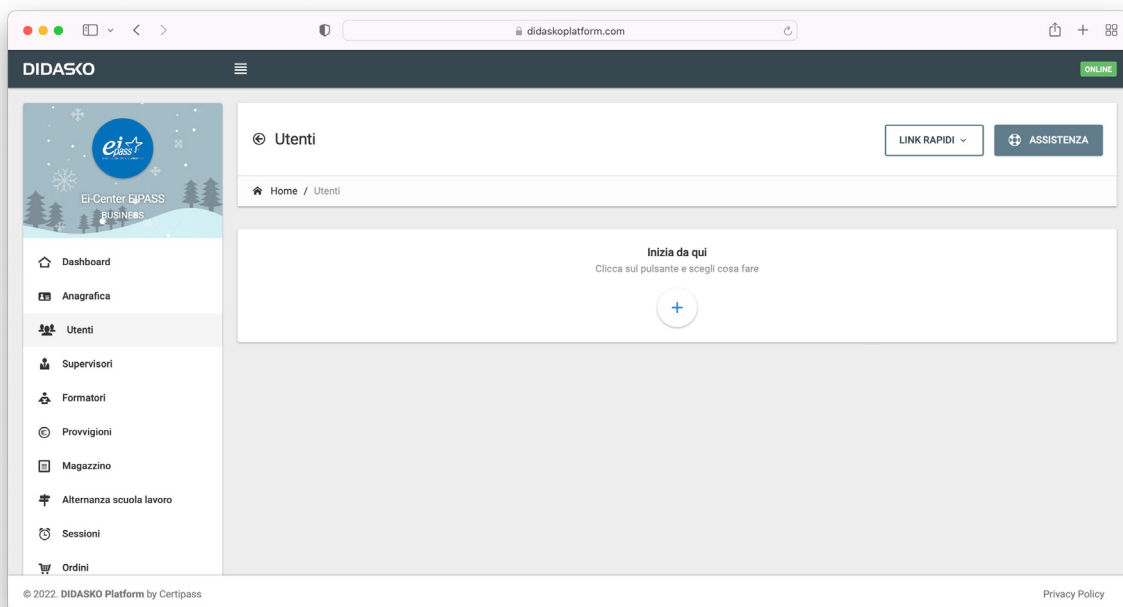 didaskoplatform.com
DIDASKO
ONLINE
eipass
Ei-Center EIPASS
BUSINESS
Utenti
LINK RAPIDI
ASSISTENZA
Home / Utenti
Inizia da qui
Clicca sul pulsante e scegli cosa fare
+
Dashboard
Anagrafica
Utenti
Supervisori
Formatori
Provvigioni
Magazzino
Alternanza scuola lavoro
Sessioni
Ordini
© 2022. DIDASKO Platform by Certipass
Privacy Policy